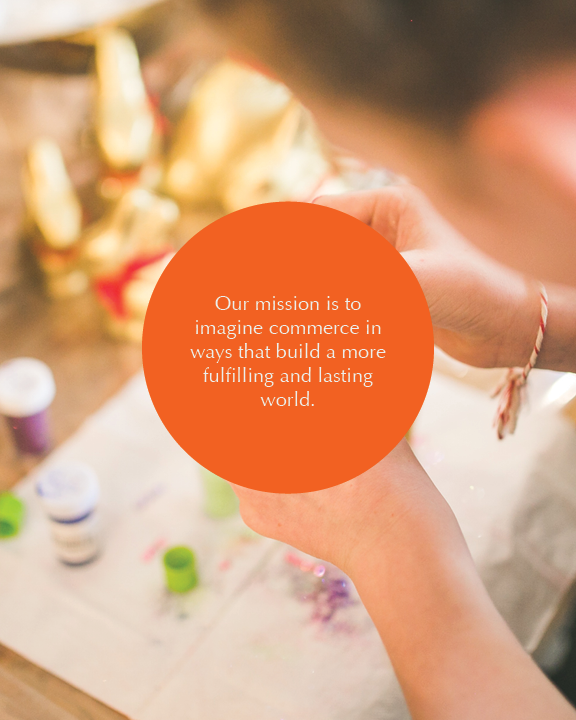 Our mission is to
imagine commerce in
ways that build a more
fulfilling and lasting
world.